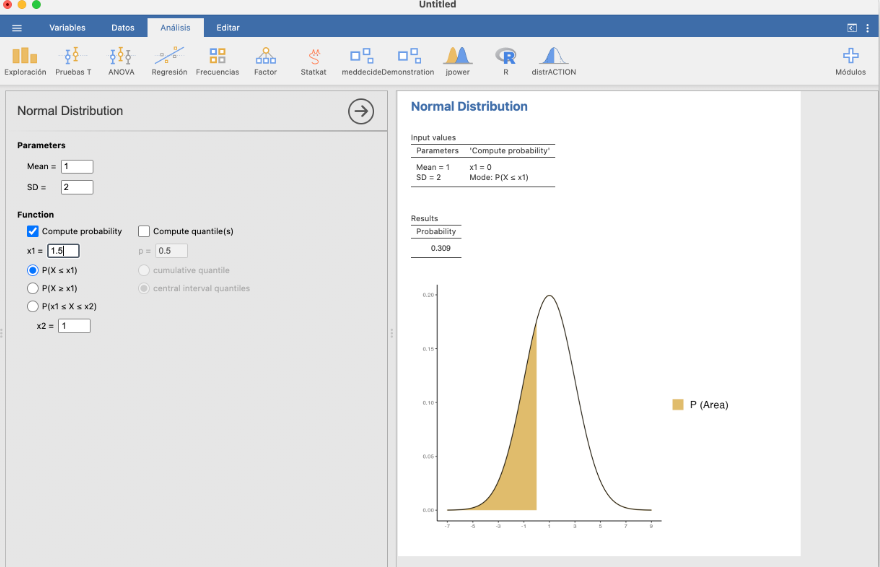 Untitled
Variables Datos Análisis Editar
Exploración Pruebas T ANOVA Regresión Frecuencias Factor Statkat meddecide Demonstration jpower R distrACTION Módulos
Normal Distribution
Parameters
Mean = 1
SD = 2
Function
Compute probability Compute quantile(s)
x1 = 1.5 p = 0.5
P(X ≤ x1) cumulative quantile
P(X ≥ x1) central interval quantiles
P(x1 ≤ X ≤ x2)
x2 = 1
Normal Distribution
Input values
Parameters 'Compute probability'
Mean = 1 x1 = 0
SD = 2 Mode: P(X ≤ x1)
Results
Probability
0.309
0.20
0.15
0.10
0.05
0.00
-7 -5 -3 -1 1 3 5 7 9
P (Area)